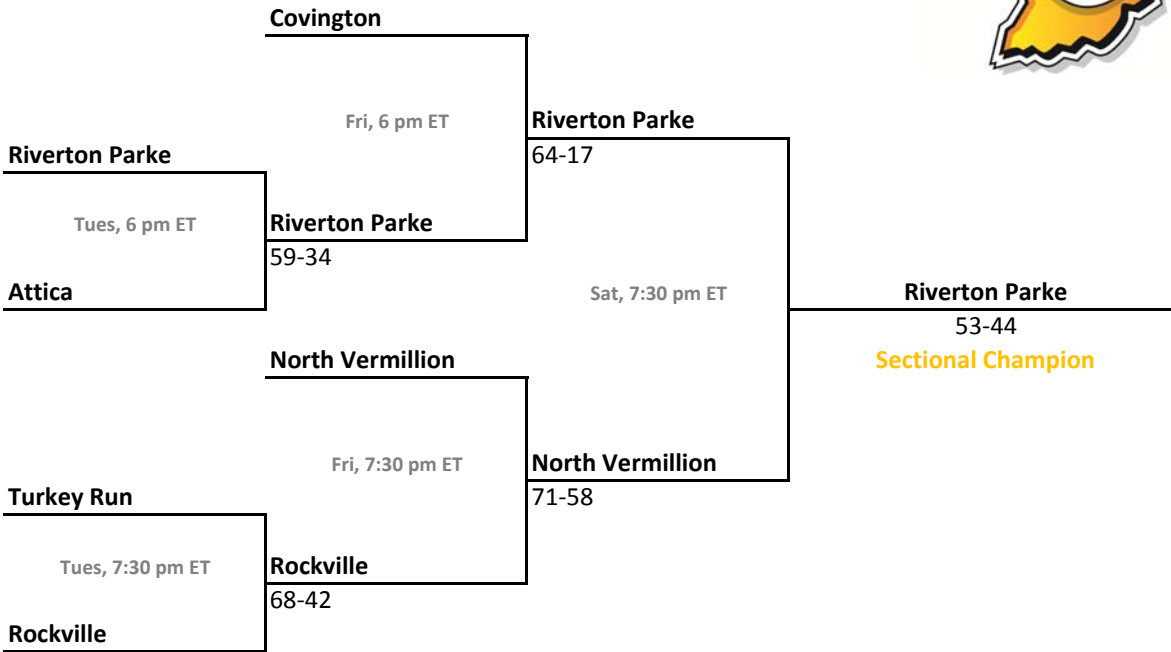 Covington
Fri, 6 pm ET
Riverton Parke
Riverton Parke
64-17
Tues, 6 pm ET
Riverton Parke
59-34
Attica
Sat, 7:30 pm ET
Riverton Parke
53-44
North Vermillion
Sectional Champion
Fri, 7:30 pm ET
North Vermillion
Turkey Run
71-58
Tues, 7:30 pm ET
Rockville
68-42
Rockville